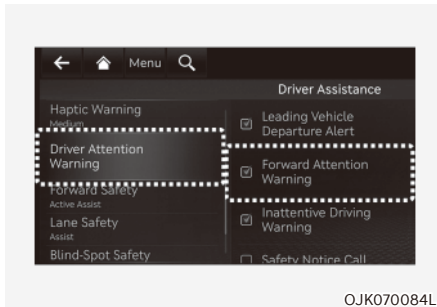 Menu
Driver Assistance
Haptic Warning
Medium
Driver Attention
Warning
Forward Safety
Active Assist
Lane Safety
Assist
Blind-Spot Safety
Leading Vehicle
Departure Alert
Forward Attention
Warning
Inattentive Driving
Warning
Safety Notice Call
OJK070084L